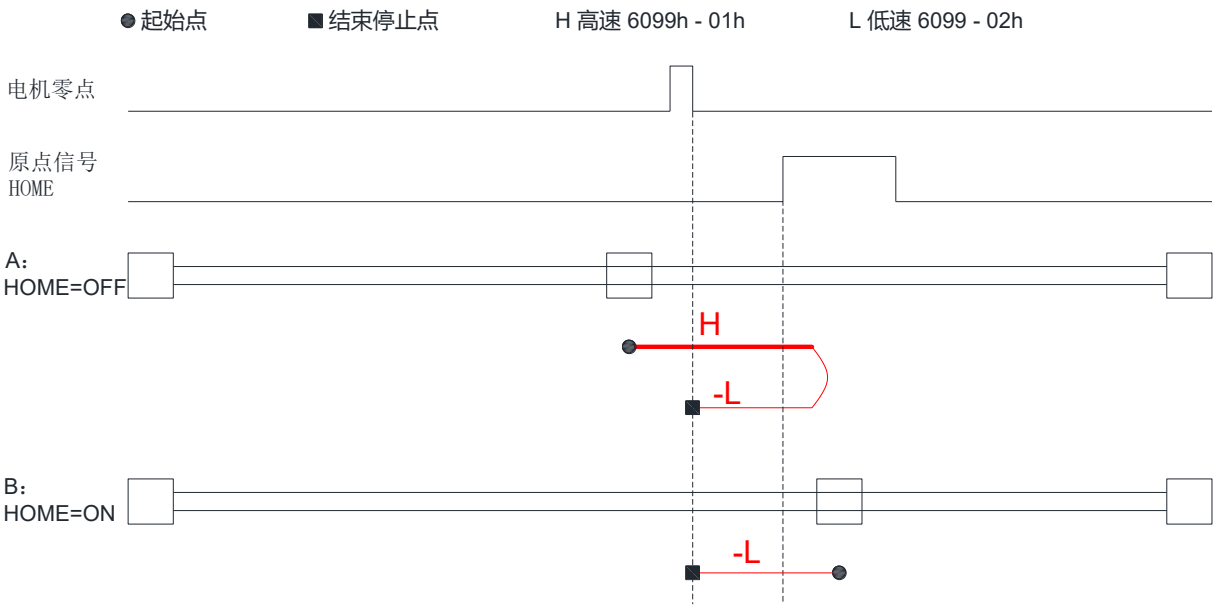 起始点 结束停止点 H 高速 6099h - 01h L 低速 6099 - 02h
电机零点
原点信号
HOME
A：
HOME=OFF
H
-L
B：
HOME=ON
-L